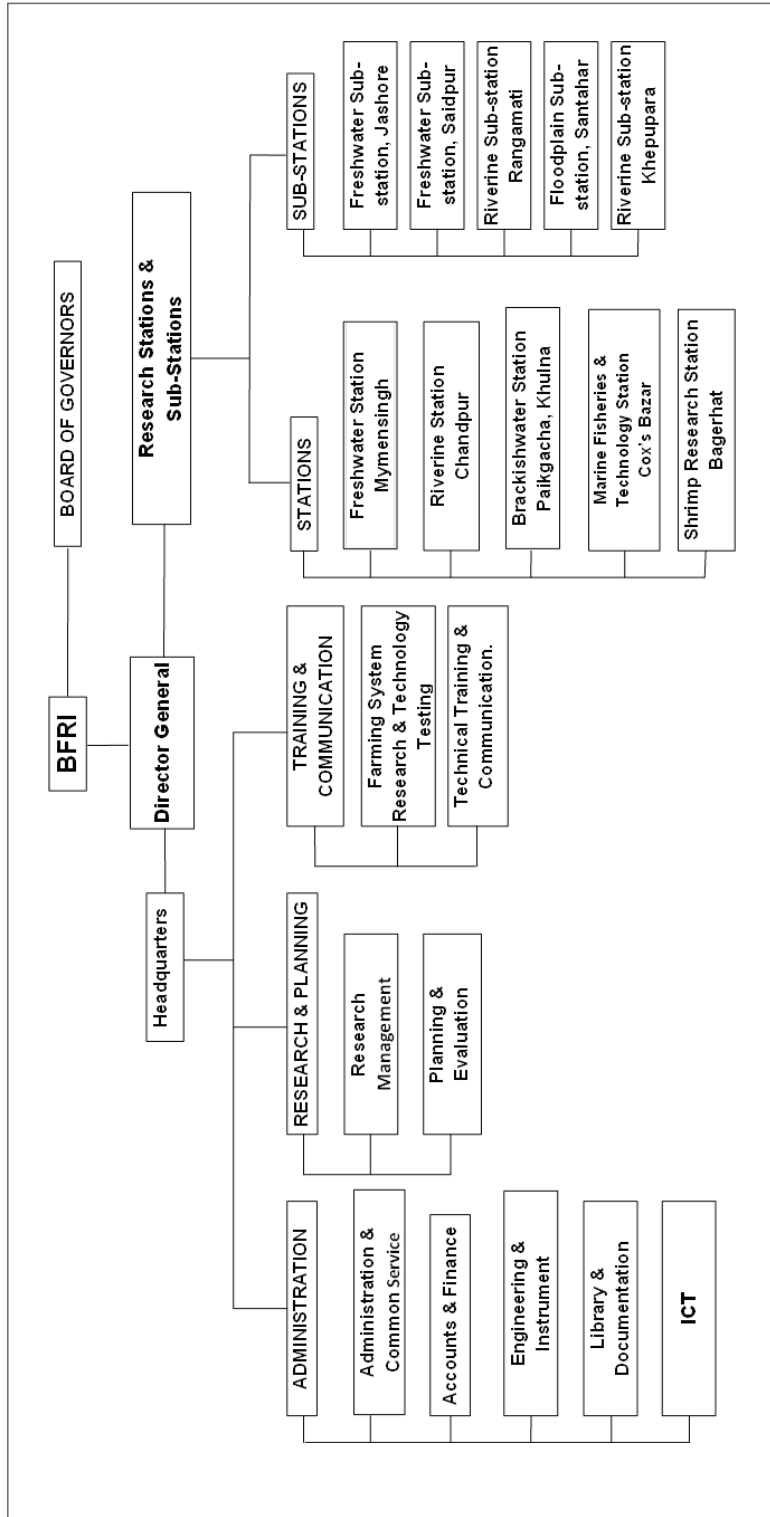 BFRI
BOARD OF GOVERNORS
Director General
Headquarters
Research Stations &
Sub-Stations
ADMINISTRATION
Administration &
Common Service
Accounts & Finance
Engineering &
Instrument
Library &
Documentation
ICT
RESEARCH & PLANNING
Research
Management
Planning &
Evaluation
TRAINING &
COMMUNICATION
Farming System
Research & Technology
Testing
Technical Training &
Communication.
STATIONS
Freshwater Station
Mymensingh
Riverine Station
Chandpur
Brackishwater Station
Paikgacha, Khulna
Marine Fisheries &
Technology Station
Cox's Bazar
Shrimp Research Station
Bagerhat
SUB-STATIONS
Freshwater Sub-
station, Jashore
Freshwater Sub-
station, Saidpur
Riverine Sub-station
Rangamati
Floodplain Sub-
station, Santahar
Riverine Sub-station
Khepupara